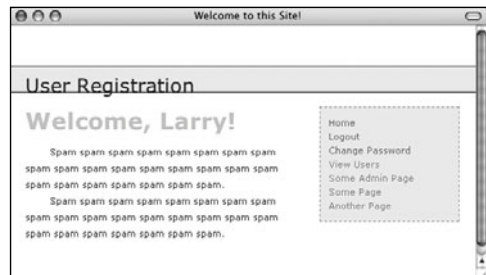 Welcome to this Site!
User Registration
Welcome, Larry!
Spam spam spam spam spam spam spam
spam spam spam spam spam spam spam spam
spam spam spam spam spam spam.
Spam spam spam spam spam spam spam
spam spam spam spam spam spam spam spam
spam spam spam spam spam spam.
Home
Logout
Change Password
View Users
Some Admin Page
Some Page
Another Page